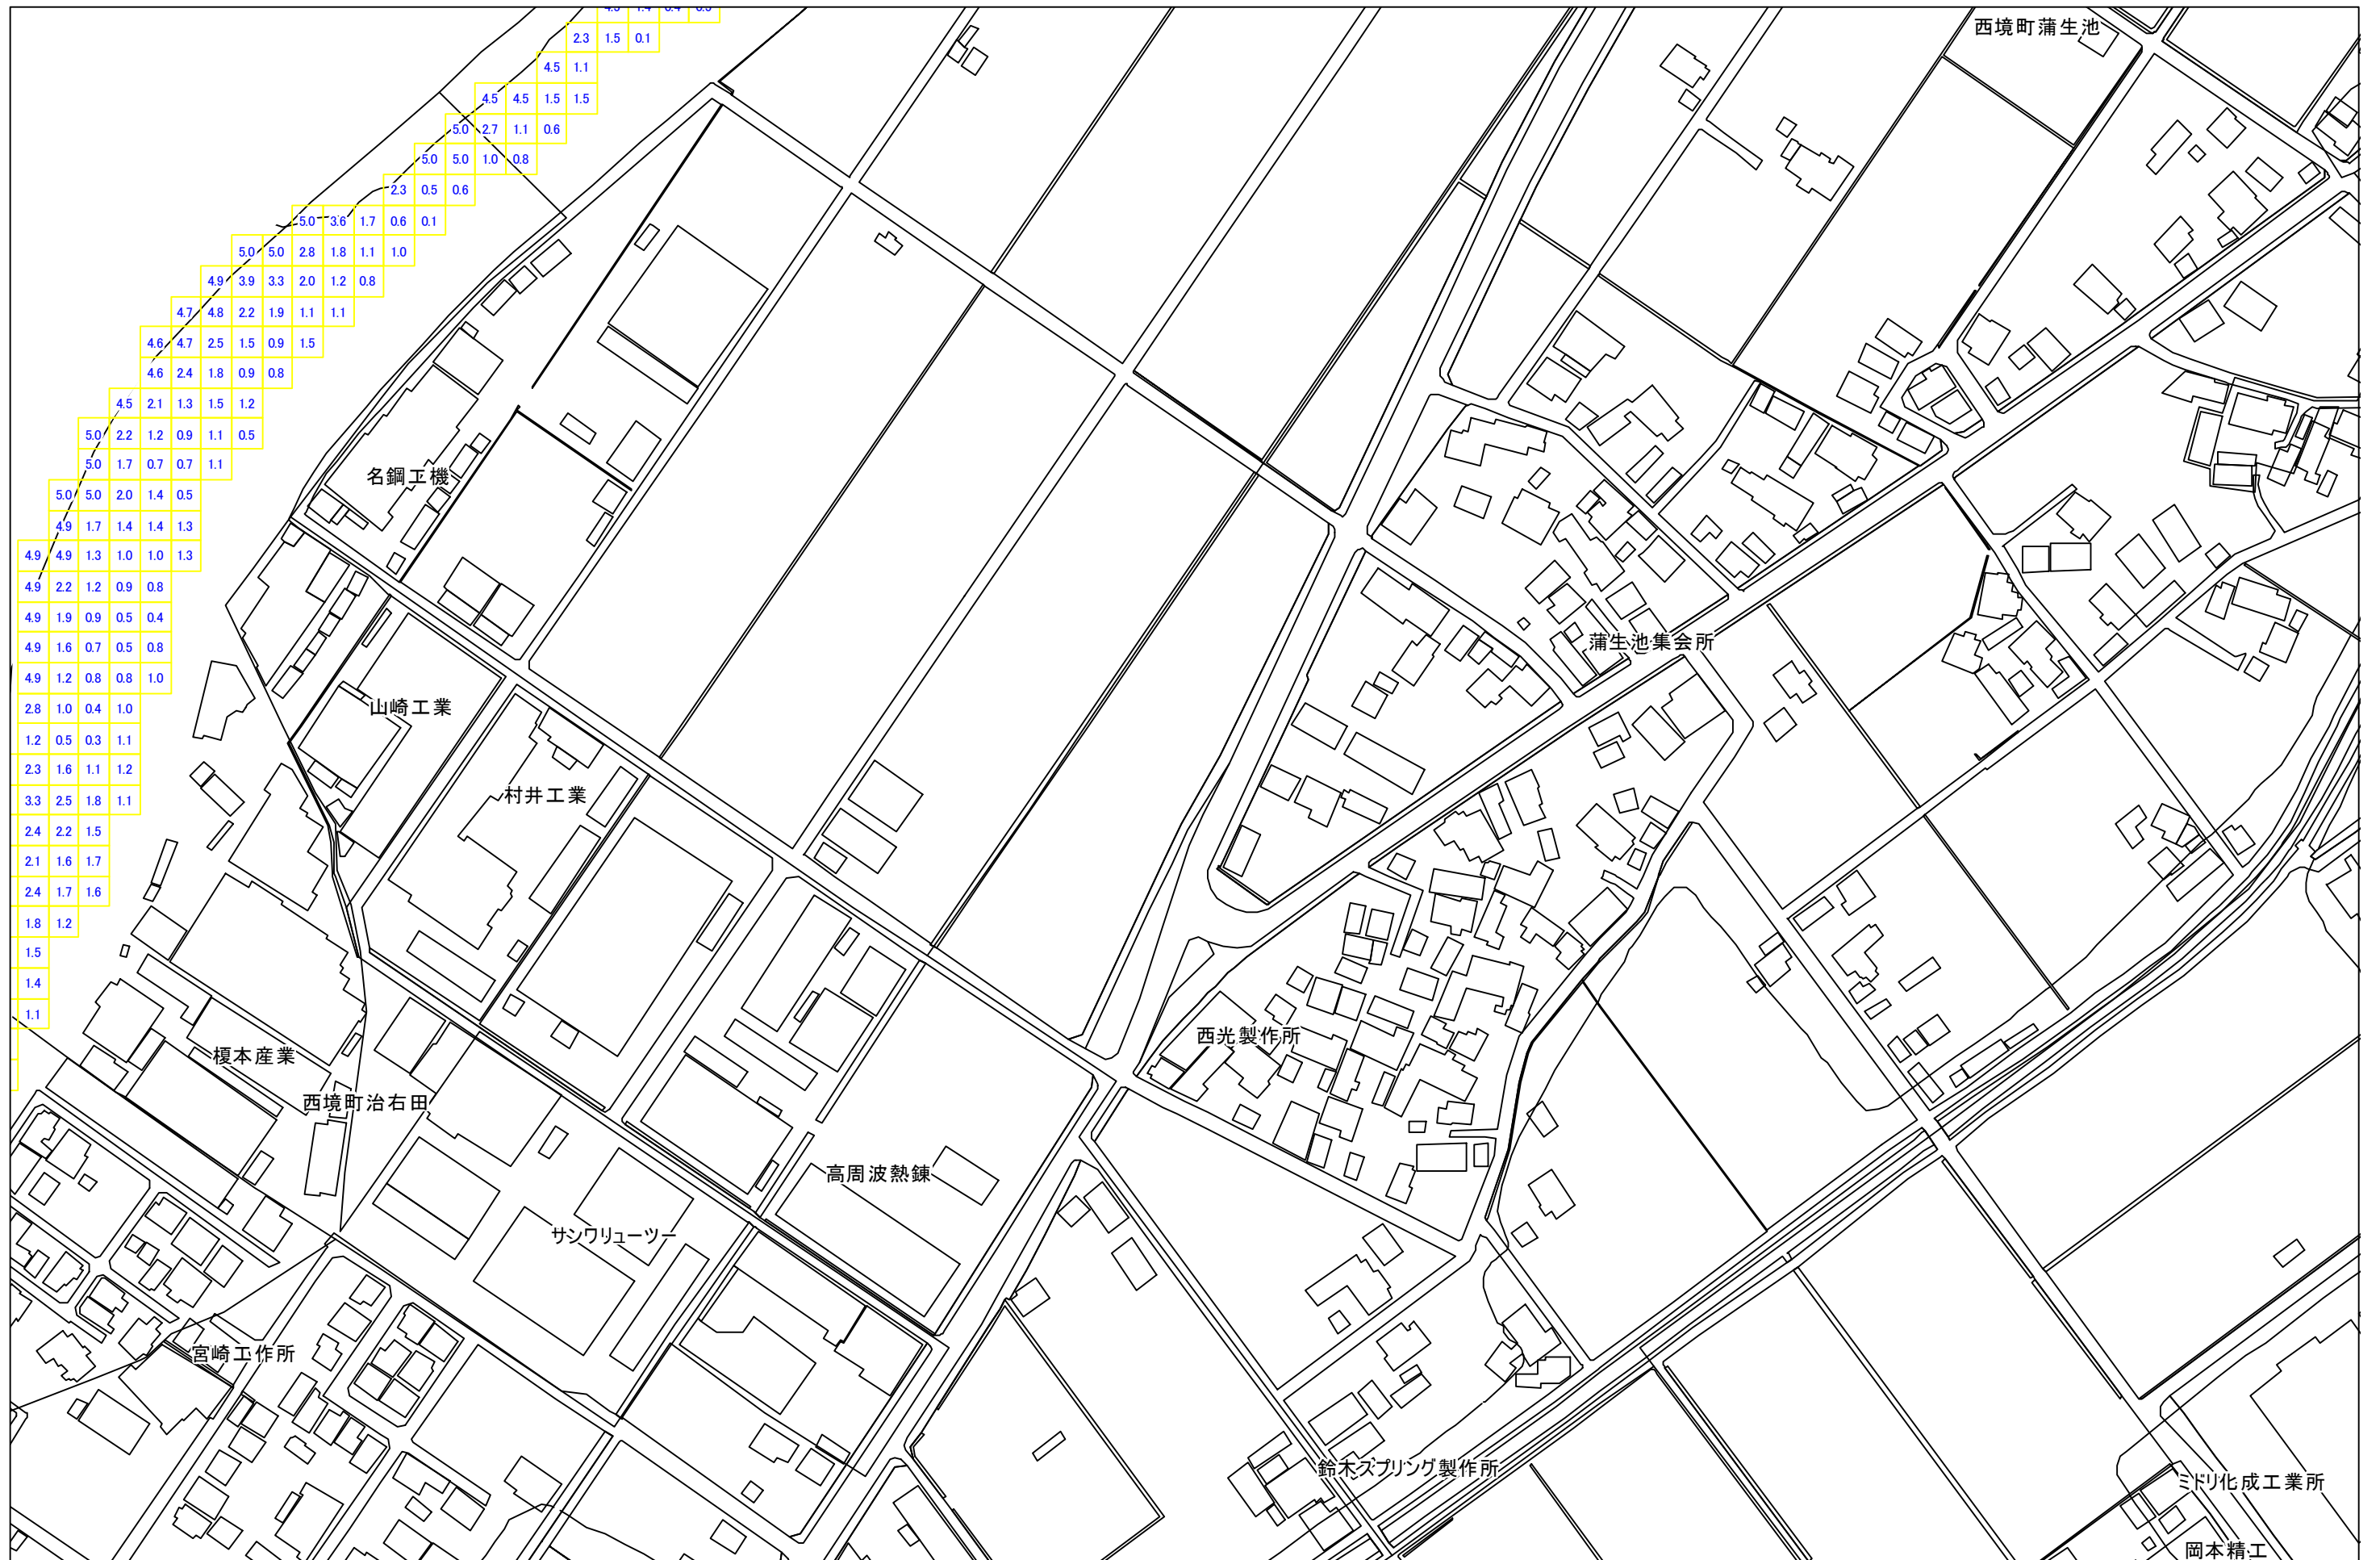 2.3 1.5 0.1
西境町蒲生池
4.5 1.1
4.5 4.5 1.5 1.5
5.0 2.7 1.1 0.6
5.0 5.0 1.0 0.8
2.3 0.5 0.6
5.0 3.6 1.7 0.6 0.1
5.0 5.0 2.8 1.8 1.1 1.0
4.9 3.9 3.3 2.0 1.2 0.8
4.7 4.8 2.2 1.9 1.1 1.1
4.6 4.7 2.5 1.5 0.9 1.5
4.6 2.4 1.8 0.9 0.8
4.5 2.1 1.3 1.5 1.2
5.0 2.2 1.2 0.9 1.1 0.5
5.0 1.7 0.7 0.7 1.1
名鋼工機
5.0 5.0 2.0 1.4 0.5
4.9 1.7 1.4 1.4 1.3
4.9 4.9 1.3 1.0 1.0 1.3
4.9 2.2 1.2 0.9 0.8
4.9 1.9 0.9 0.5 0.4
4.9 1.6 0.7 0.5 0.8
蒲生池集会所
4.9 1.2 0.8 0.8 1.0
2.8 1.0 0.4 1.0
山崎工業
1.2 0.5 0.3 1.1
2.3 1.6 1.1 1.2
3.3 2.5 1.8 1.1
村井工業
2.4 2.2 1.5
2.1 1.6 1.7
2.4 1.7 1.6
1.8 1.2
1.5
1.4
1.1
西光製作所
榎本産業
西境町治右田
高周波熱錬
サンワリューツー
宮崎工作所
鈴木スプリング製作所
ミドリ化成工業所
岡本精工